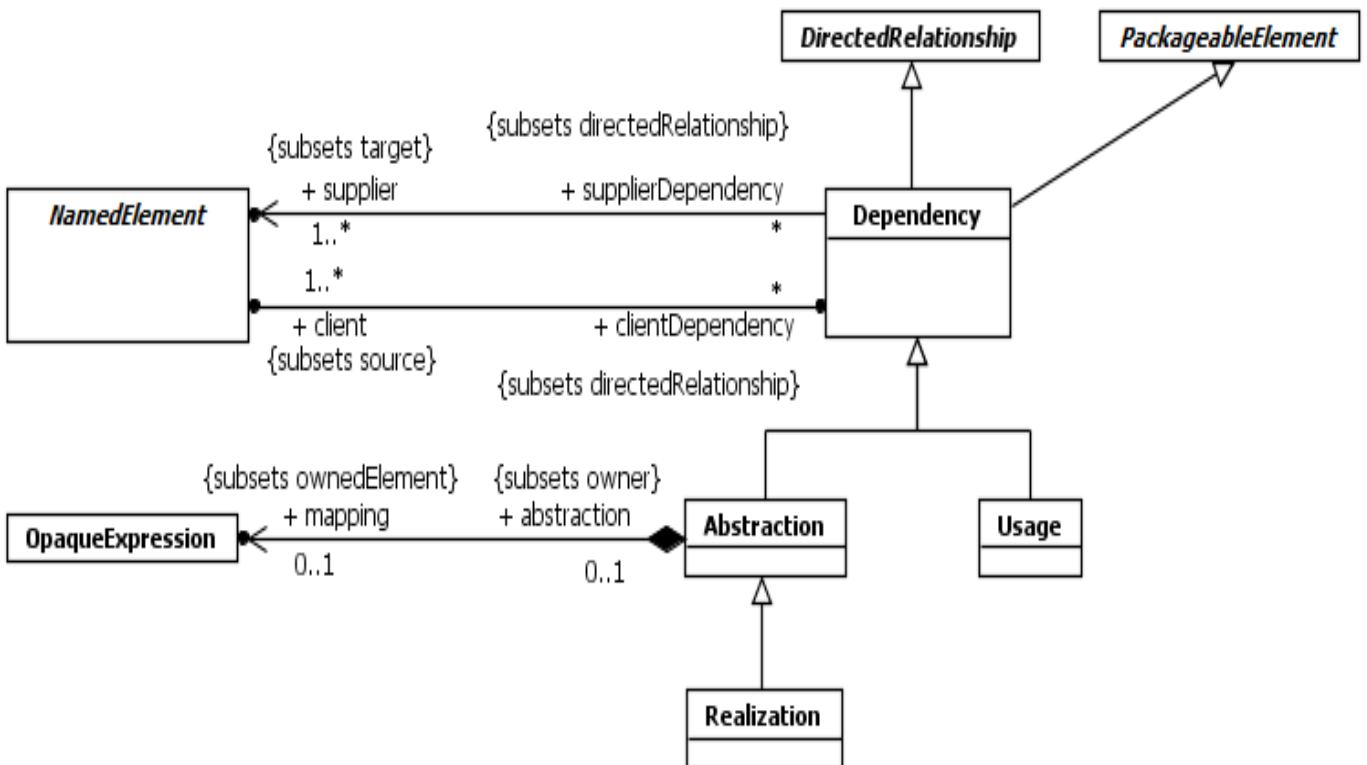 DirectedRelationship
PackageableElement
{subsets directedRelationship}
{subsets target}
+ supplier
+ supplierDependency
NamedElement
Dependency
1..*
*
1..*
*
+ client
+ clientDependency
{subsets source}
{subsets directedRelationship}
{subsets ownedElement}
{subsets owner}
+ mapping
+ abstraction
OpaqueExpression
Abstraction
Usage
0..1
0..1
Realization